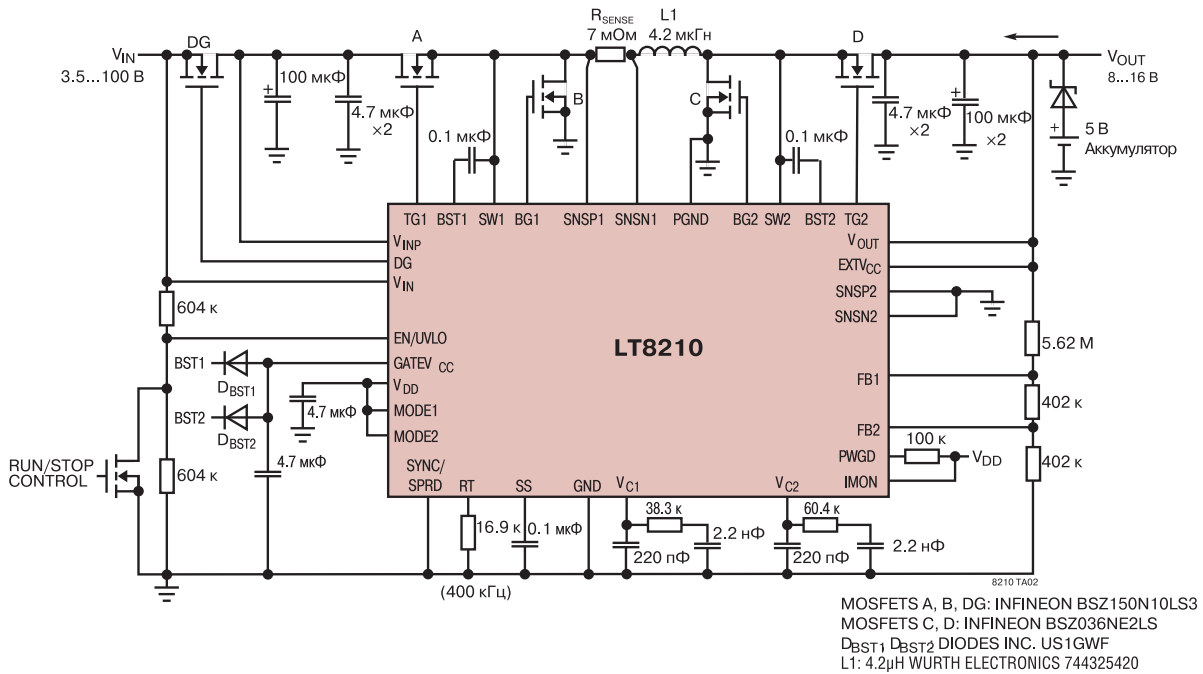 R_SENSE
7 мОм
L1
4.2 мкГн
V_IN
3.5...100 В
DG
A
D
V_OUT
8...16 В
100 мкФ
4.7 мкФ
×2
B
C
0.1 мкФ
0.1 мкФ
4.7 мкФ
×2
100 мкФ
×2
5 В
Аккумулятор
TG1
BST1
SW1
BG1
SNSP1
SNSN1
PGND
BG2
SW2
BST2
TG2
V_INP
DG
V_IN
EN/UVLO
GATEV_CC
V_DD
MODE1
MODE2
LT8210
V_OUT
EXTV_CC
SNSP2
SNSN2
FB1
FB2
PWGD
IMON
SYNC/
SPRD
RT
SS
GND
V_C1
V_C2
604 к
BST1
D_BST1
BST2
D_BST2
4.7 мкФ
4.7 мкФ
RUN/STOP
CONTROL
604 к
5.62 М
402 к
402 к
100 к
V_DD
16.9 к
0.1 мкФ
38.3 к
2.2 нФ
220 пФ
60.4 к
2.2 нФ
220 пФ
(400 кГц)
8210 TA02
MOSFETS A, B, DG: INFINEON BSZ150N10LS3
MOSFETS C, D: INFINEON BSZ036NE2LS
D_BST1, D_BST2: DIODES INC. US1GWF
L1: 4.2µH WURTH ELECTRONICS 744325420